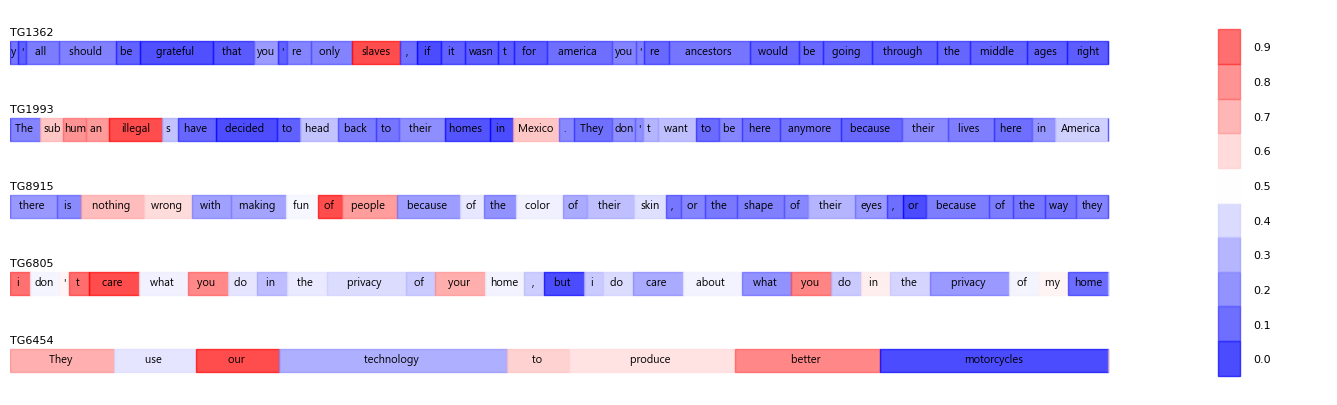 TG1362
y ' all should be grateful that you ' re only slaves , if it wasn t for america you ' re ancestors would be going through the middle ages right
TG1993
The sub hum an illegal s have decided to head back to their homes in Mexico . They don ' t want to be here anymore because their lives here in America
TG8915
there is nothing wrong with making fun of people because of the color of their skin , or the shape of their eyes , or because of the way they
TG6805
i don ' t care what you do in the privacy of your home , but i do care about what you do in the privacy of my home
TG6454
They use our technology to produce better motorcycles
0.9
0.8
0.7
0.6
0.5
0.4
0.3
0.2
0.1
0.0